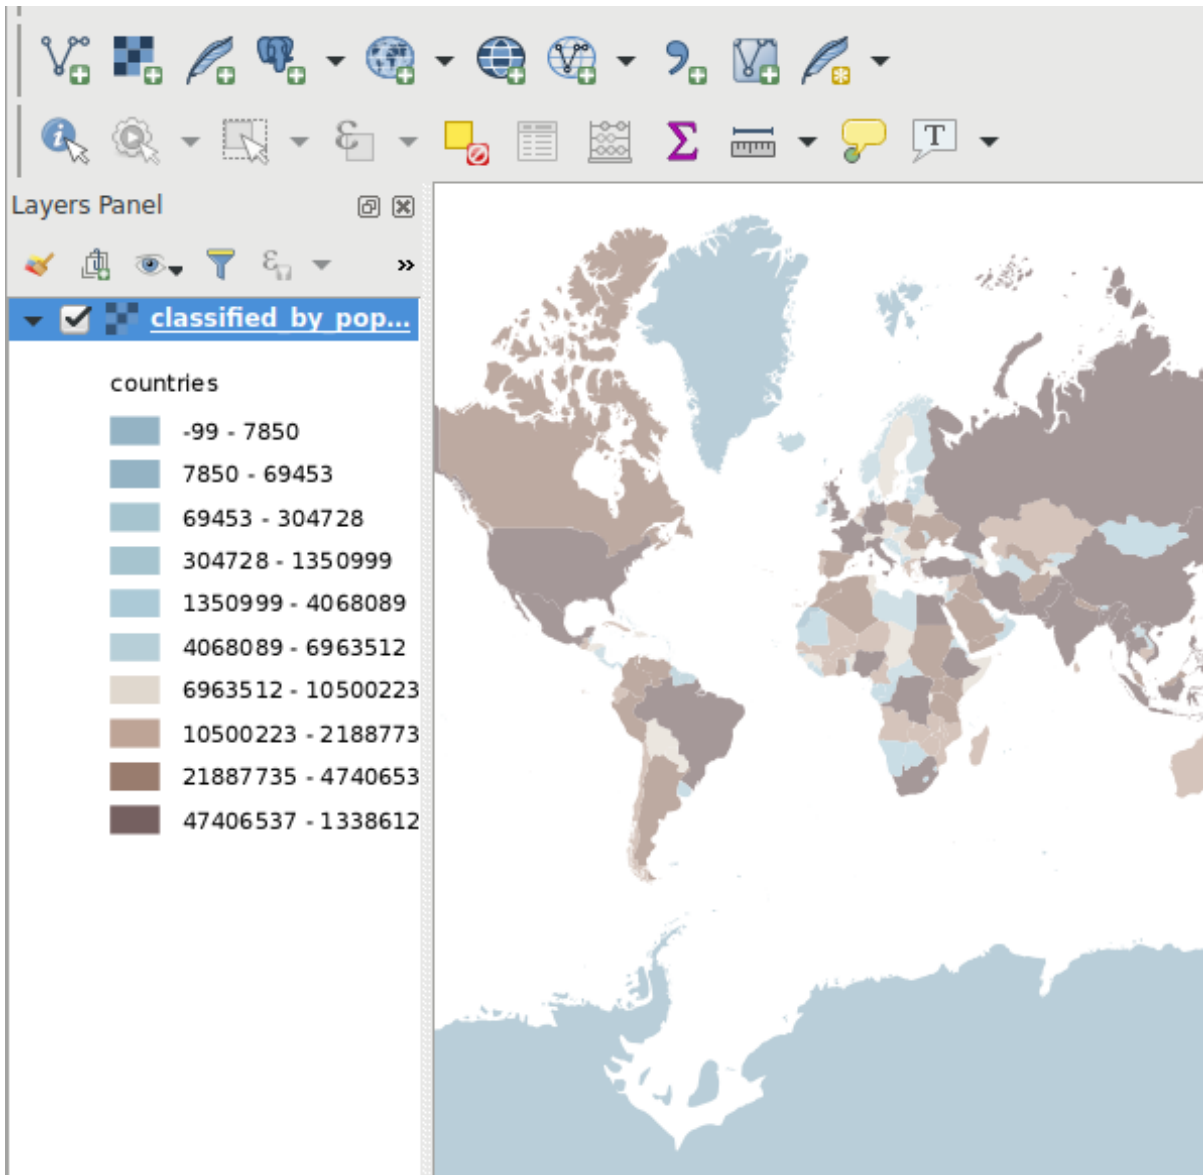 T
Layers Panel
classified_by_pop...
countries
-99 - 7850
7850 - 69453
69453 - 304728
304728 - 1350999
1350999 - 4068089
4068089 - 6963512
6963512 - 10500223
10500223 - 2188773
21887735 - 4740653
47406537 - 1338612